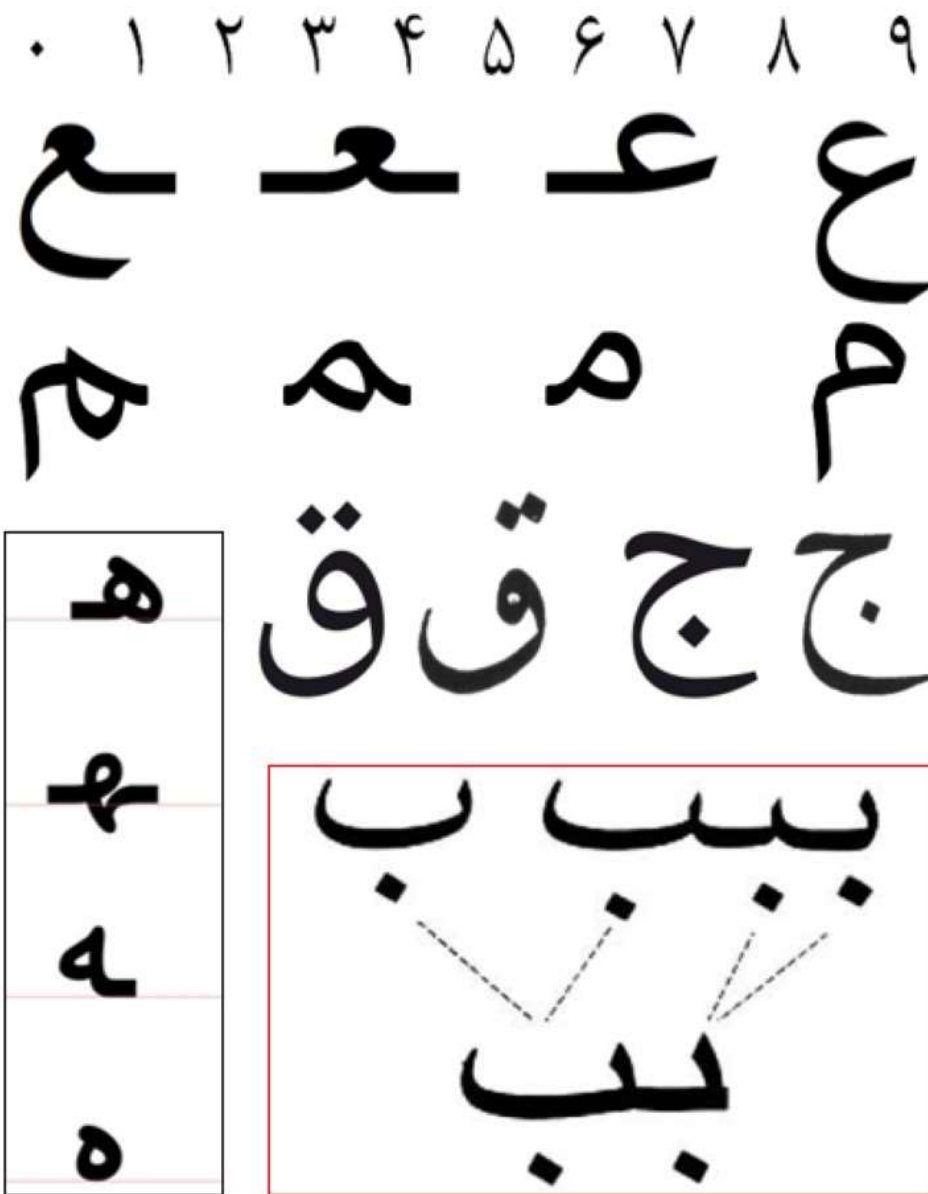 ۰ ۱ ۲ ۳ ۴ ۵ ۶ ۷ ۸ ۹
ع عـ ـعـ ـع
م مـ ـمـ ـم
ج ج ق ق
هـ
ـهـ
ـه
ه
ببب ب
بب